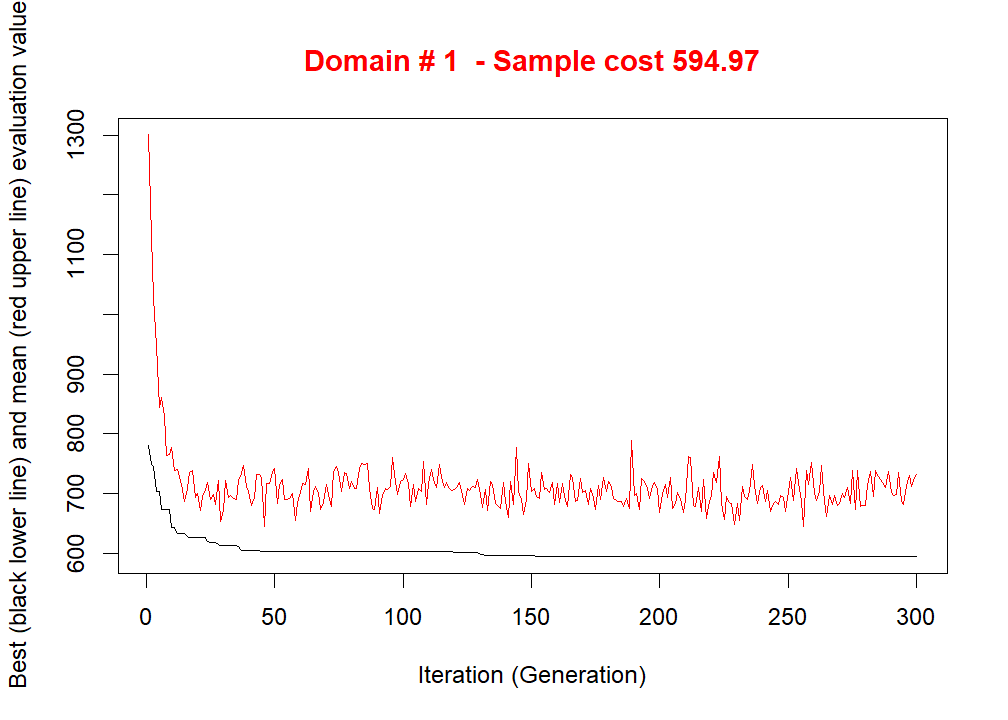 Domain # 1  - Sample cost 594.97
Best (black lower line) and mean (red upper line) evaluation value
1300
1100
900
800
700
600
0 50 100 150 200 250 300
Iteration (Generation)